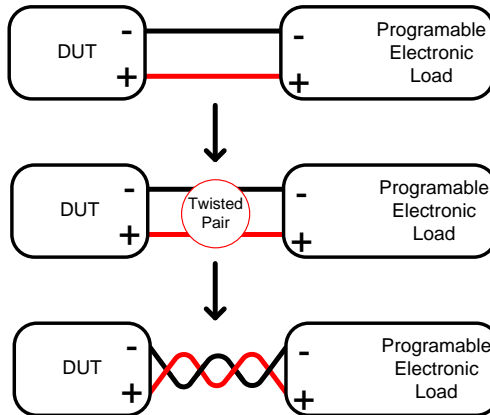 DUT
-
+
-
+
Programable
Electronic
Load
DUT
-
+
Twisted
Pair
-
+
Programable
Electronic
Load
DUT
-
+
-
+
Programable
Electronic
Load